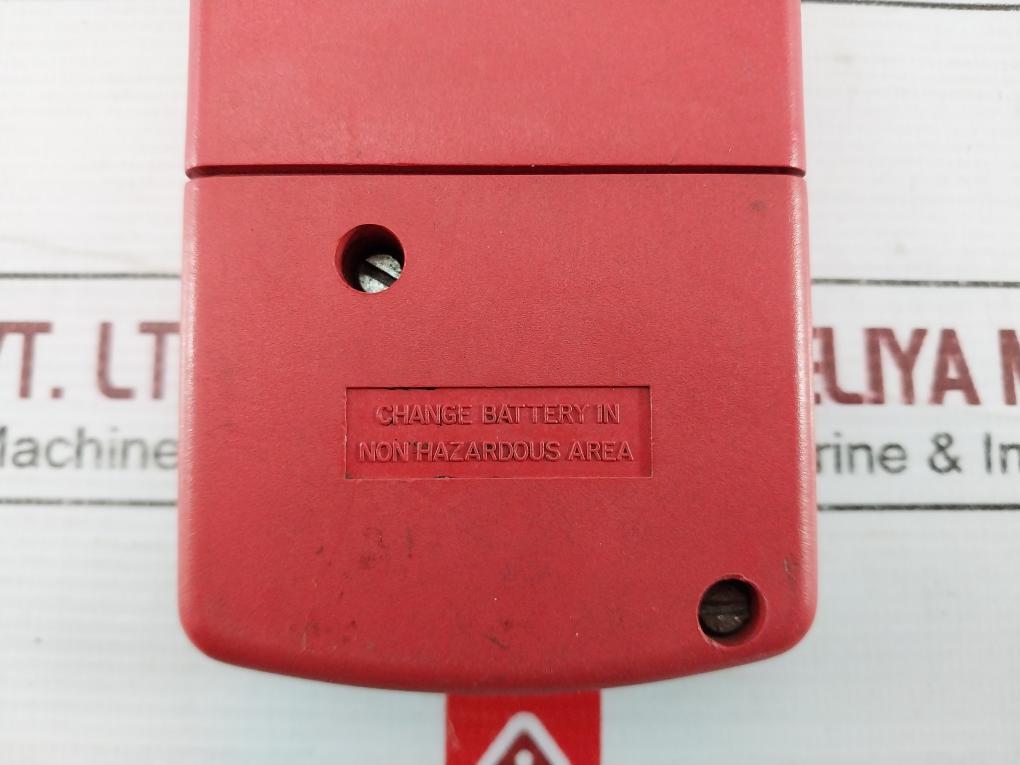 VT. LT
ELIYA M
Machine
rine & In
CHANGE BATTERY IN
NON HAZARDOUS AREA